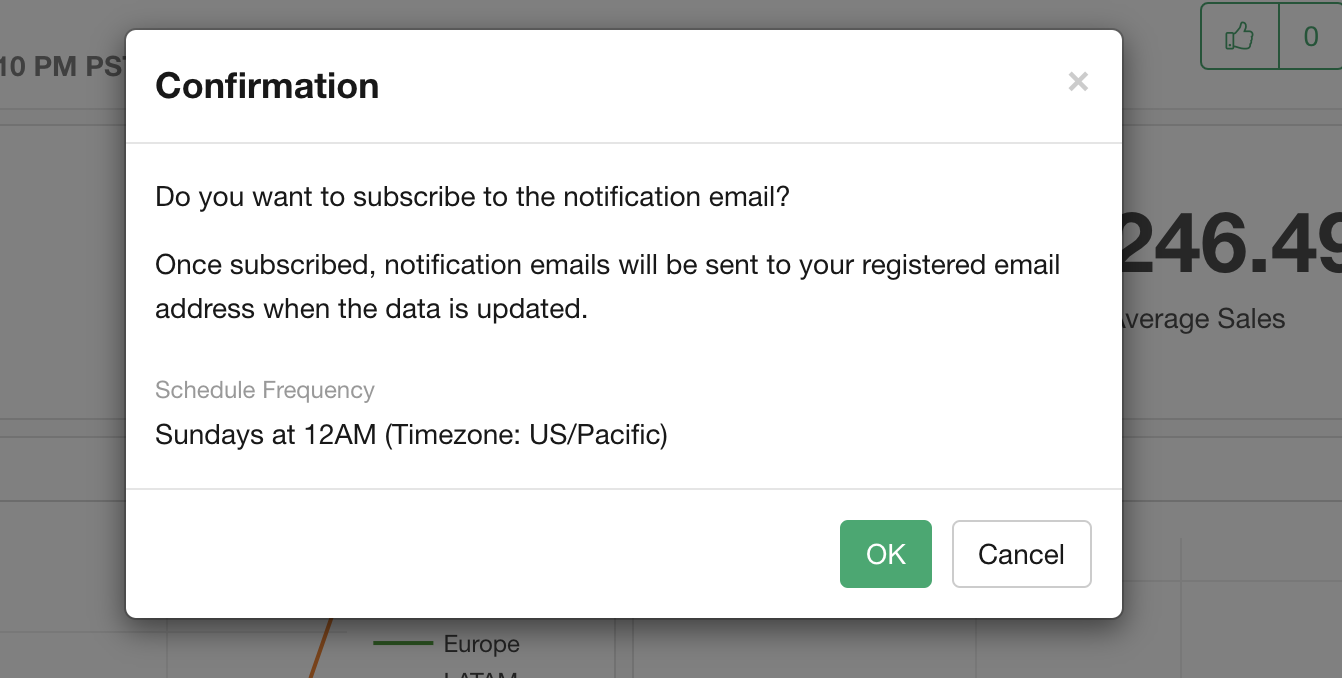 10 PM PST
0
Confirmation
×
Do you want to subscribe to the notification email?
Once subscribed, notification emails will be sent to your registered email
address when the data is updated.
Schedule Frequency
Sundays at 12AM (Timezone: US/Pacific)
OK
Cancel
246.49
Average Sales
Europe
LATAM